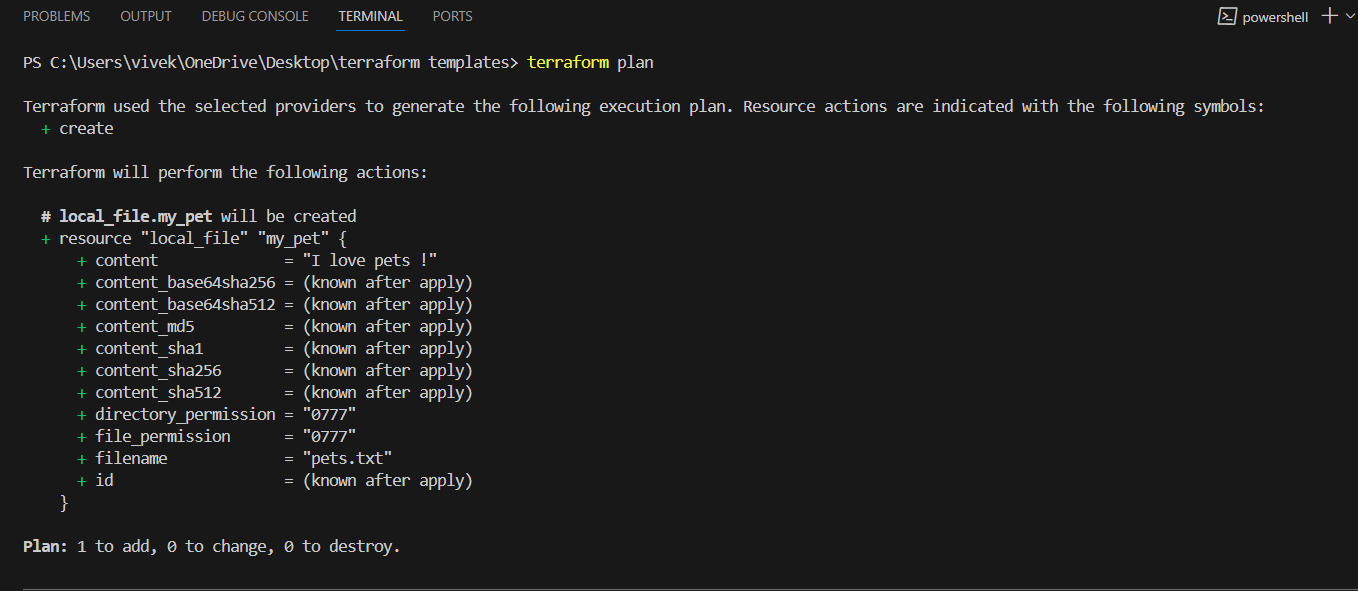 PROBLEMS OUTPUT DEBUG CONSOLE TERMINAL PORTS powershell
PS C:\Users\vivek\OneDrive\Desktop\terraform templates> terraform plan
Terraform used the selected providers to generate the following execution plan. Resource actions are indicated with the following symbols:
+ create
Terraform will perform the following actions:
# local_file.my_pet will be created
+ resource "local_file" "my_pet" {
+ content = "I love pets !"
+ content_base64sha256 = (known after apply)
+ content_base64sha512 = (known after apply)
+ content_md5 = (known after apply)
+ content_sha1 = (known after apply)
+ content_sha256 = (known after apply)
+ content_sha512 = (known after apply)
+ directory_permission = "0777"
+ file_permission = "0777"
+ filename = "pets.txt"
+ id = (known after apply)
}
Plan: 1 to add, 0 to change, 0 to destroy.